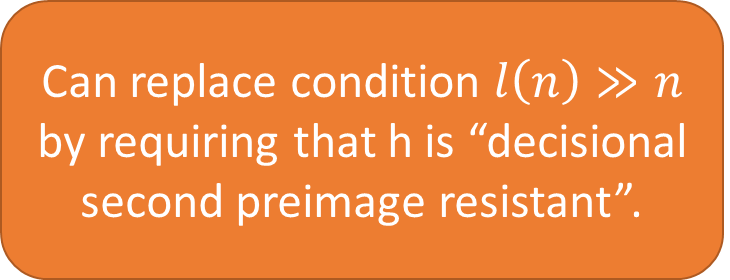 Can replace condition l(n) ≫ n
by requiring that h is “decisional
second preimage resistant”.